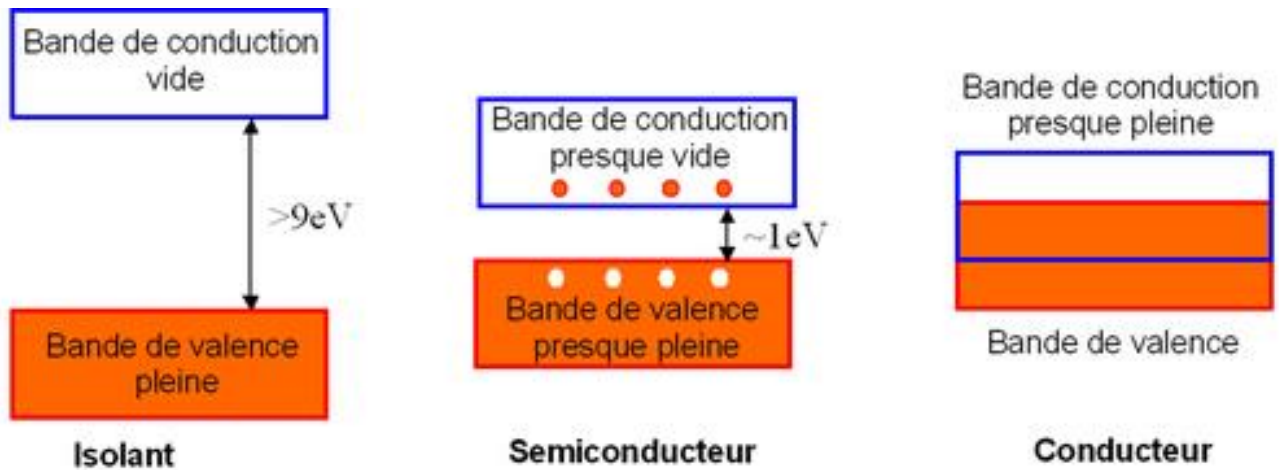 Bande de conduction
vide
>9eV
Bande de valence
pleine
Isolant
Bande de conduction
presque vide
~1eV
Bande de valence
presque pleine
Semiconducteur
Bande de conduction
presque pleine
Bande de valence
Conducteur